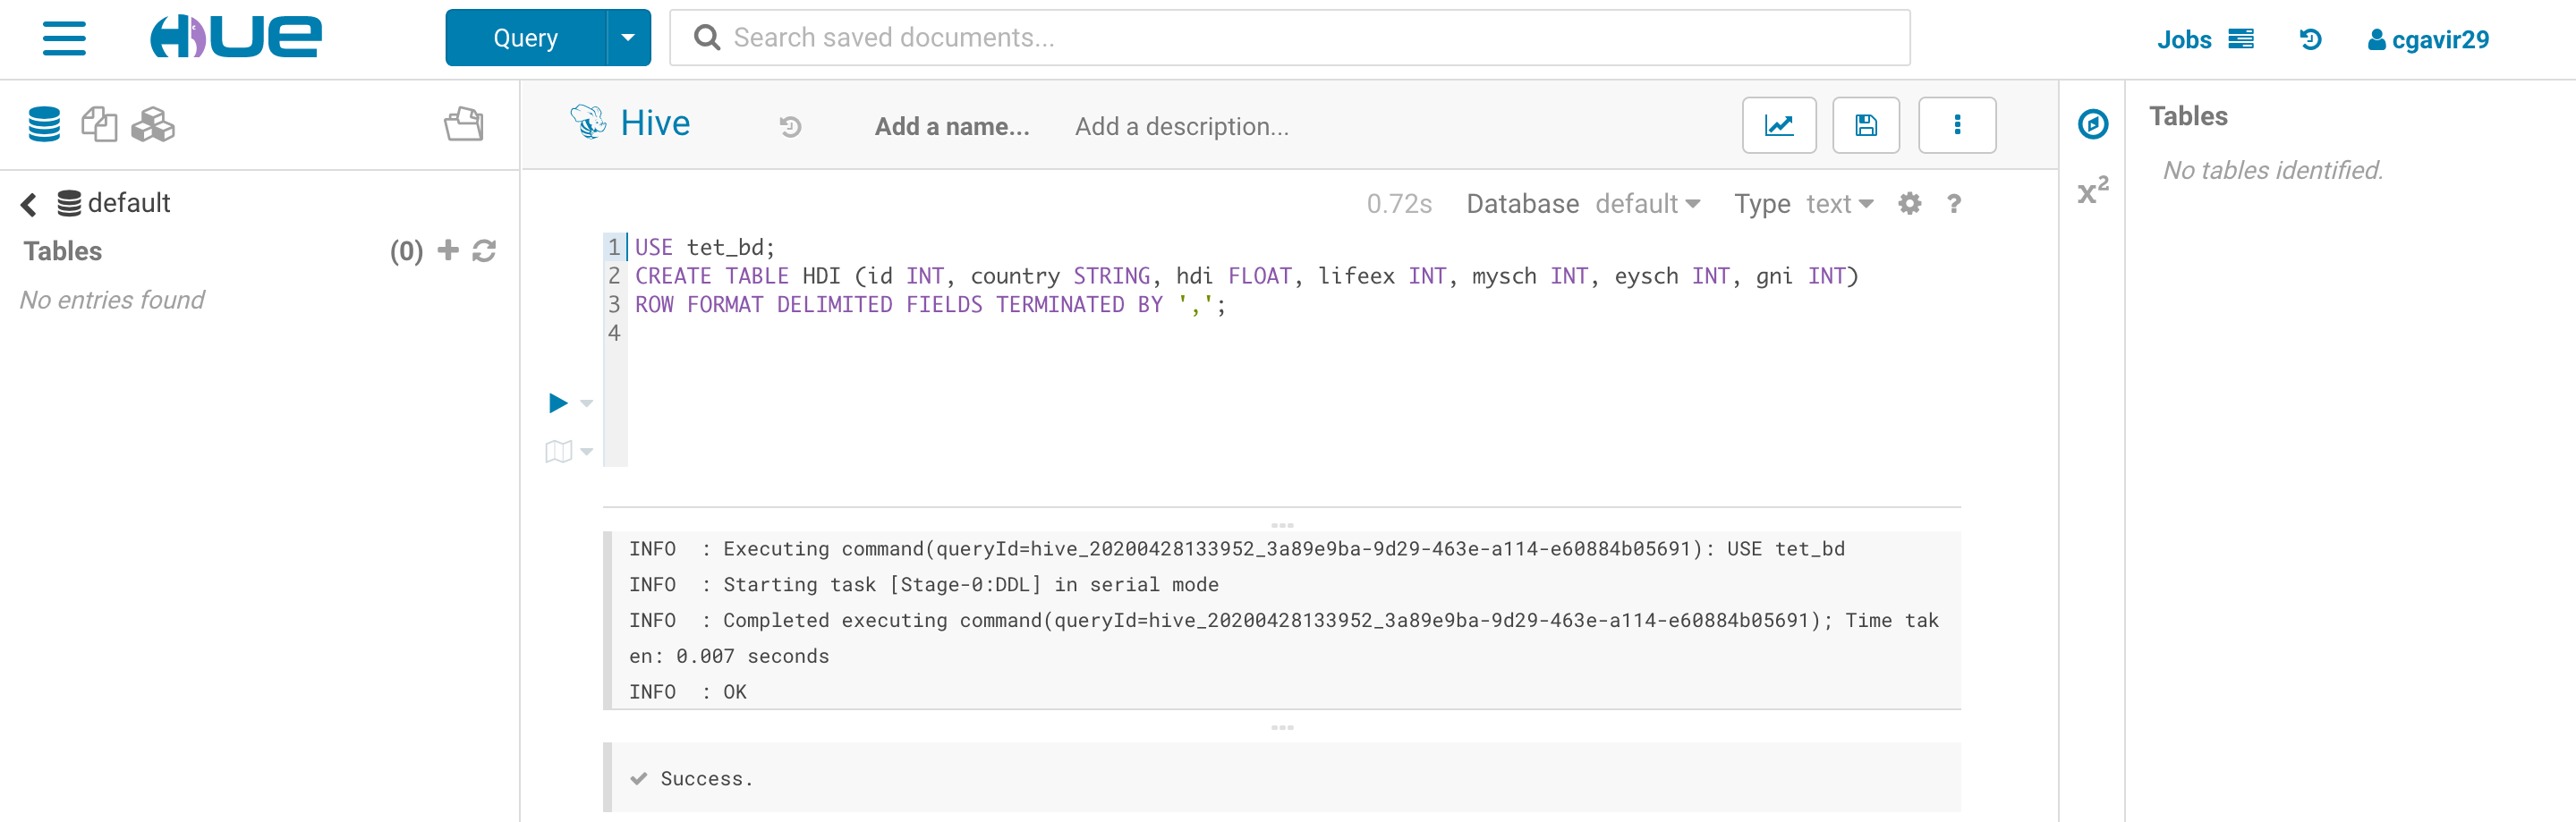 HUE
Query
Search saved documents...
Jobs
cgavir29
default
Tables (0)
No entries found
Hive
Add a name...
Add a description...
0.72s Database default Type text ?
1 USE tet_bd;
2 CREATE TABLE HDI (id INT, country STRING, hdi FLOAT, lifeex INT, mysch INT, eysch INT, gni INT)
3 ROW FORMAT DELIMITED FIELDS TERMINATED BY ',';
4
INFO  : Executing command(queryId=hive_20200428133952_3a89e9ba-9d29-463e-a114-e60884b05691): USE tet_bd
INFO  : Starting task [Stage-0:DDL] in serial mode
INFO  : Completed executing command(queryId=hive_20200428133952_3a89e9ba-9d29-463e-a114-e60884b05691); Time tak
en: 0.007 seconds
INFO  : OK
Success.
x²
Tables
No tables identified.